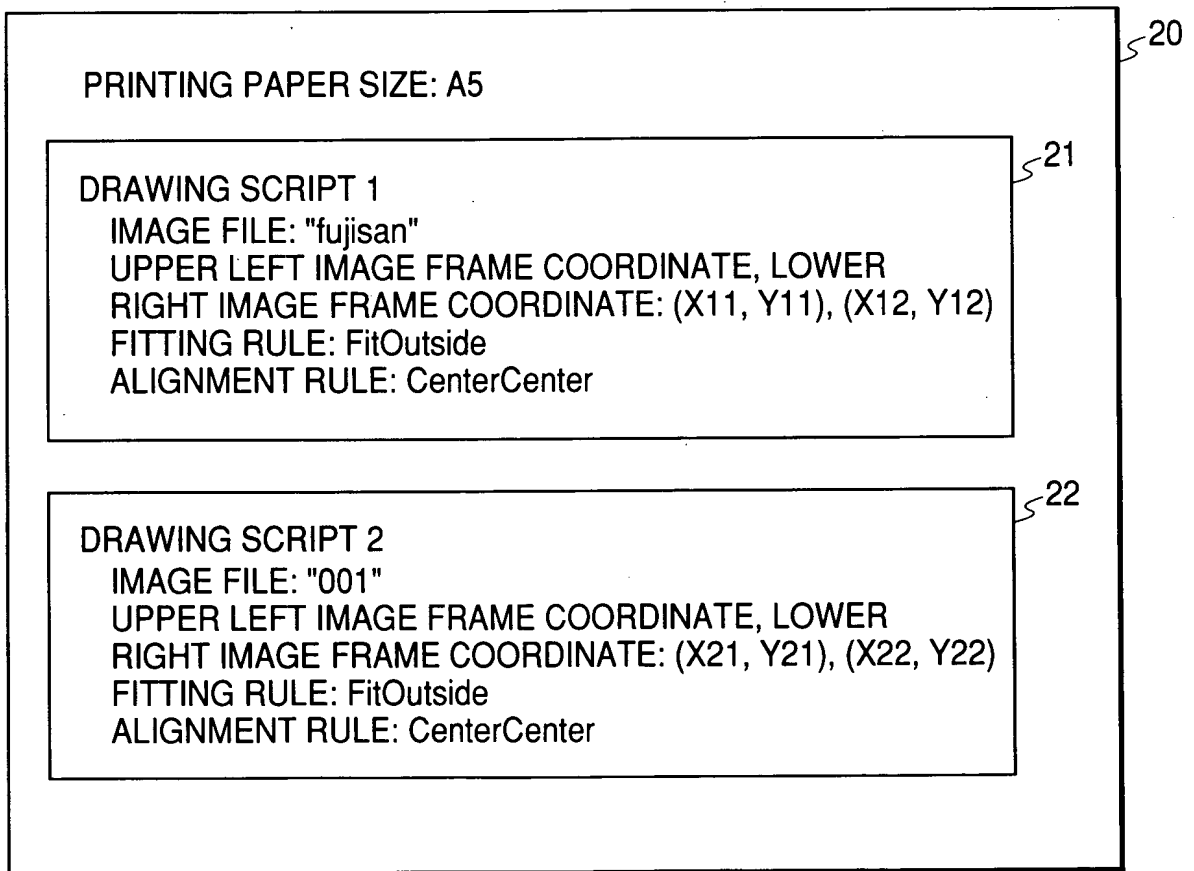 20
PRINTING PAPER SIZE: A5
21
DRAWING SCRIPT 1
IMAGE FILE: "fujisan"
UPPER LEFT IMAGE FRAME COORDINATE, LOWER
RIGHT IMAGE FRAME COORDINATE: (X11, Y11), (X12, Y12)
FITTING RULE: FitOutside
ALIGNMENT RULE: CenterCenter
22
DRAWING SCRIPT 2
IMAGE FILE: "001"
UPPER LEFT IMAGE FRAME COORDINATE, LOWER
RIGHT IMAGE FRAME COORDINATE: (X21, Y21), (X22, Y22)
FITTING RULE: FitOutside
ALIGNMENT RULE: CenterCenter